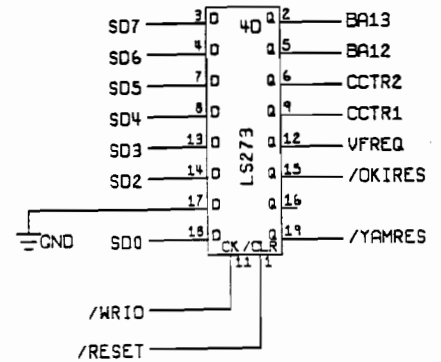 SD7 3 D 4D Q 2 BA13
SD6 4 D Q 5 BA12
SD5 7 D Q 6 CCTR2
SD4 8 D Q 9 CCTR1
SD3 13 D Q 12 VFREQ
SD2 14 D Q 15 /OKIRES
17 D Q 16
GND
SD0 18 D Q 19 /YAMRES
LS273
CK /CLR
11 1
/WRIO
/RESET